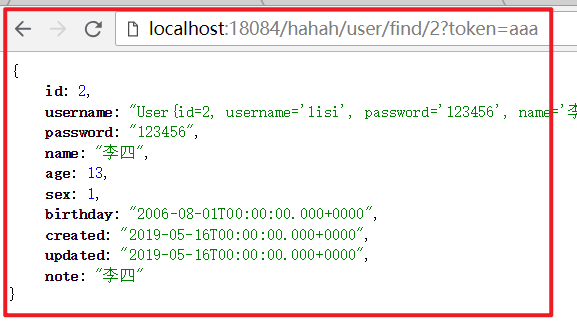 localhost:18084/hahah/user/find/2?token=aaa
{
id: 2,
username: "User{id=2, username='lisi', password='123456', name='李
password: "123456",
name: "李四",
age: 13,
sex: 1,
birthday: "2006-08-01T00:00:00.000+0000",
created: "2019-05-16T00:00:00.000+0000",
updated: "2019-05-16T00:00:00.000+0000",
note: "李四"
}